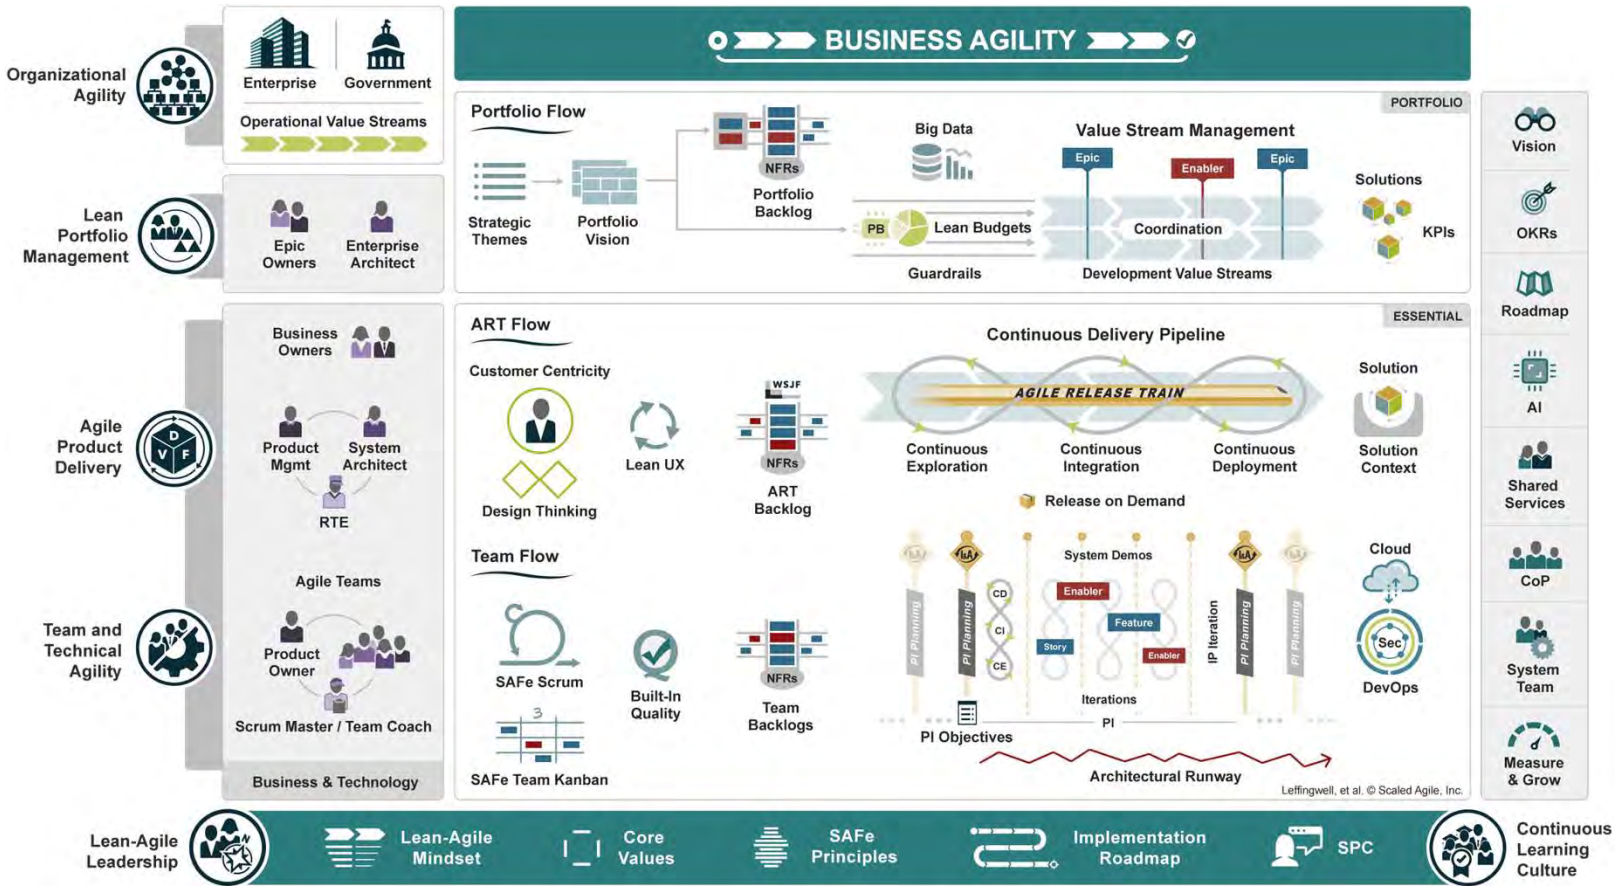 Organizational
Agility
Enterprise
Government
Operational Value Streams
BUSINESS AGILITY
Lean
Portfolio
Management
Epic
Owners
Enterprise
Architect
PORTFOLIO
Portfolio Flow
Strategic
Themes
Portfolio
Vision
NFRs
Portfolio
Backlog
Big Data
PB
Lean Budgets
Guardrails
Value Stream Management
Epic
Enabler
Epic
Coordination
Development Value Streams
Solutions
KPIs
Agile
Product
Delivery
D
V
F
Business
Owners
Product
Mgmt
System
Architect
RTE
ESSENTIAL
ART Flow
Customer Centricity
Design Thinking
Lean UX
WSJF
NFRs
ART
Backlog
Continuous Delivery Pipeline
AGILE RELEASE TRAIN
Continuous
Exploration
Continuous
Integration
Continuous
Deployment
Release on Demand
Solution
Solution
Context
Team and
Technical
Agility
Agile Teams
Product
Owner
Scrum Master / Team Coach
Business & Technology
Team Flow
SAFe Scrum
3
SAFe Team Kanban
Built-In
Quality
NFRs
Team
Backlogs
I&A
I&A
I&A
I&A
PI Planning
PI Planning
CD
CI
CE
System Demos
Enabler
Feature
Story
Enabler
Iterations
IP Iteration
PI Planning
PI Planning
PI
PI Objectives
Architectural Runway
Cloud
Sec
DevOps
Leffingwell, et al. © Scaled Agile, Inc.
Vision
OKRs
Roadmap
AI
Shared
Services
CoP
System
Team
Measure
& Grow
Lean-Agile
Leadership
N
Lean-Agile
Mindset
Core
Values
SAFe
Principles
Implementation
Roadmap
SPC
Continuous
Learning
Culture